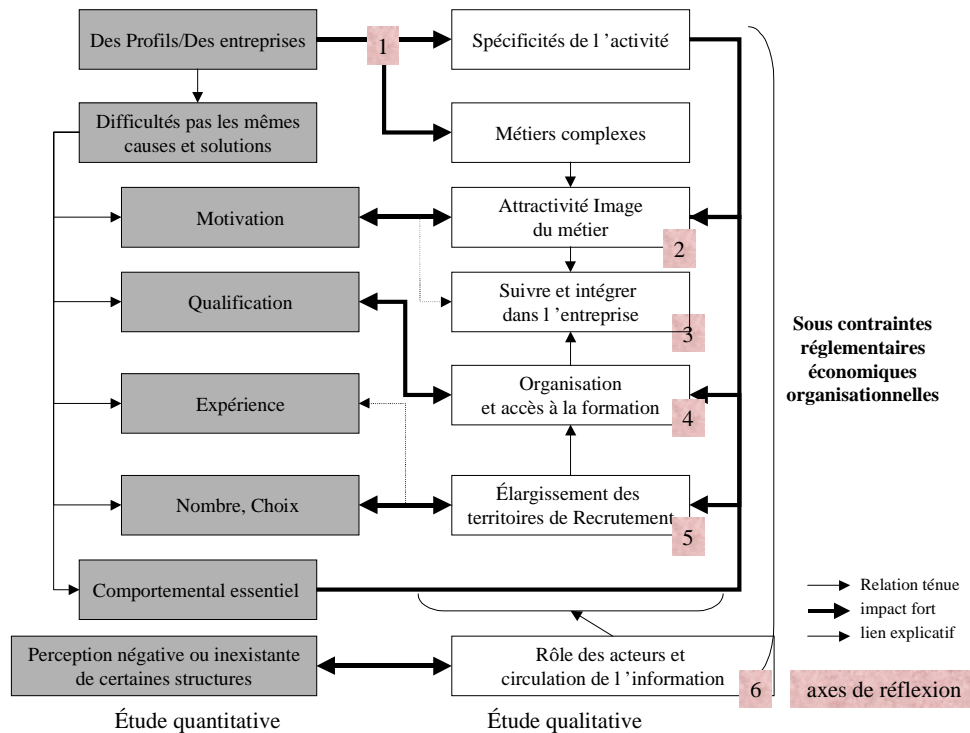 Des Profils/Des entreprises
1
Spécificités de l ’activité
Difficultés pas les mêmes
causes et solutions
Métiers complexes
Motivation
Attractivité Image
du métier
2
Qualification
Suivre et intégrer
dans l ’entreprise
3
Sous contraintes
réglementaires
économiques
organisationnelles
Expérience
Organisation
et accès à la formation
4
Nombre, Choix
Élargissement des
territoires de Recrutement
5
Comportemental essentiel
Relation ténue
impact fort
lien explicatif
Perception négative ou inexistante
de certaines structures
Rôle des acteurs et
circulation de l ’information
6
axes de réflexion
Étude quantitative
Étude qualitative